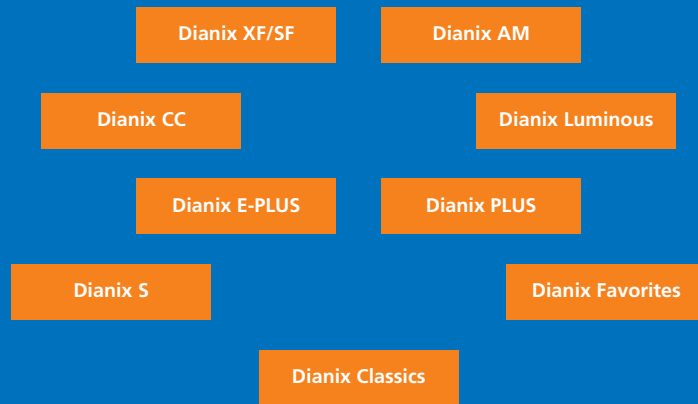 Dianix XF/SF
Dianix AM
Dianix CC
Dianix Luminous
Dianix E-PLUS
Dianix PLUS
Dianix S
Dianix Favorites
Dianix Classics